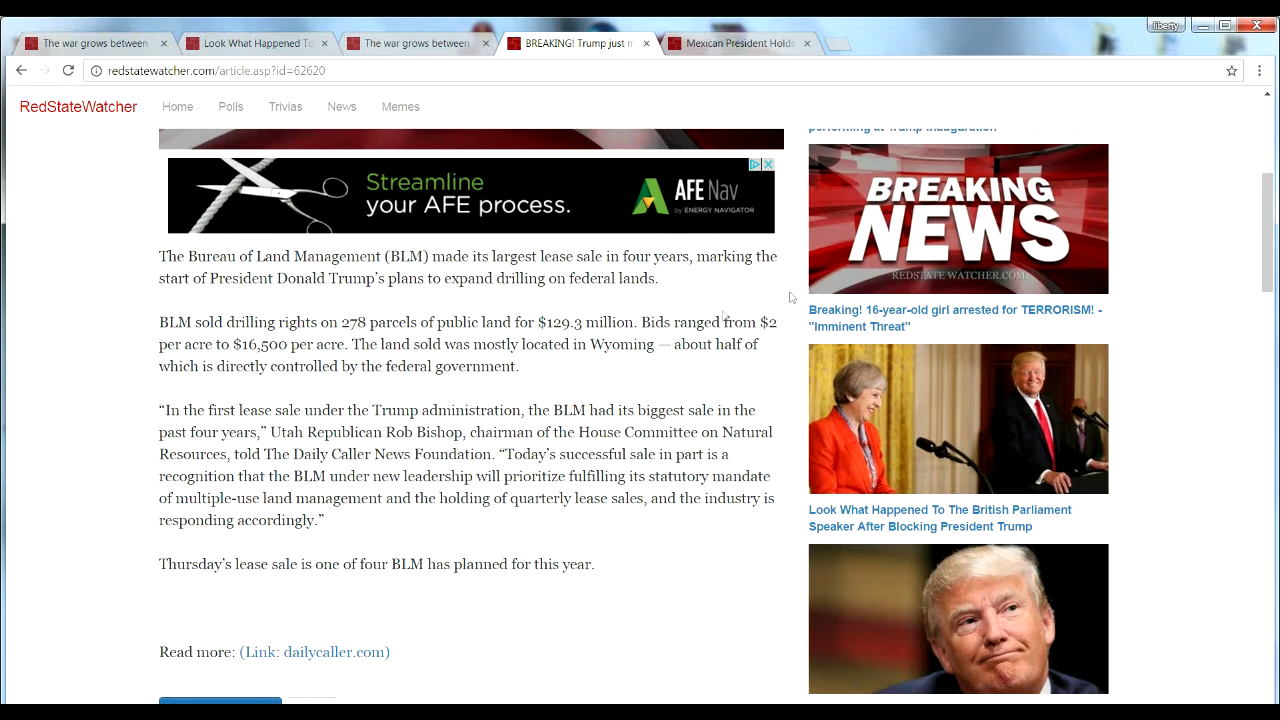 liberty
The war grows between
Look What Happened To
The war grows between
BREAKING! Trump just m
Mexican President Holds
redstatewatcher.com/article.asp?id=62620
RedStateWatcher Home Polls Trivias News Memes
performing at Trump Inauguration
Streamline
your AFE process.
AFE Nav
by ENERGY NAVIGATOR
The Bureau of Land Management (BLM) made its largest lease sale in four years, marking the
start of President Donald Trump’s plans to expand drilling on federal lands.
BLM sold drilling rights on 278 parcels of public land for $129.3 million. Bids ranged from $2
per acre to $16,500 per acre. The land sold was mostly located in Wyoming — about half of
which is directly controlled by the federal government.
“In the first lease sale under the Trump administration, the BLM had its biggest sale in the
past four years,” Utah Republican Rob Bishop, chairman of the House Committee on Natural
Resources, told The Daily Caller News Foundation. “Today’s successful sale in part is a
recognition that the BLM under new leadership will prioritize fulfilling its statutory mandate
of multiple-use land management and the holding of quarterly lease sales, and the industry is
responding accordingly.”
Thursday’s lease sale is one of four BLM has planned for this year.
Read more: (Link: dailycaller.com)
BREAKING
NEWS
REDSTATE WATCHER.COM
Breaking! 16-year-old girl arrested for TERRORISM! -
"Imminent Threat"
Look What Happened To The British Parliament
Speaker After Blocking President Trump